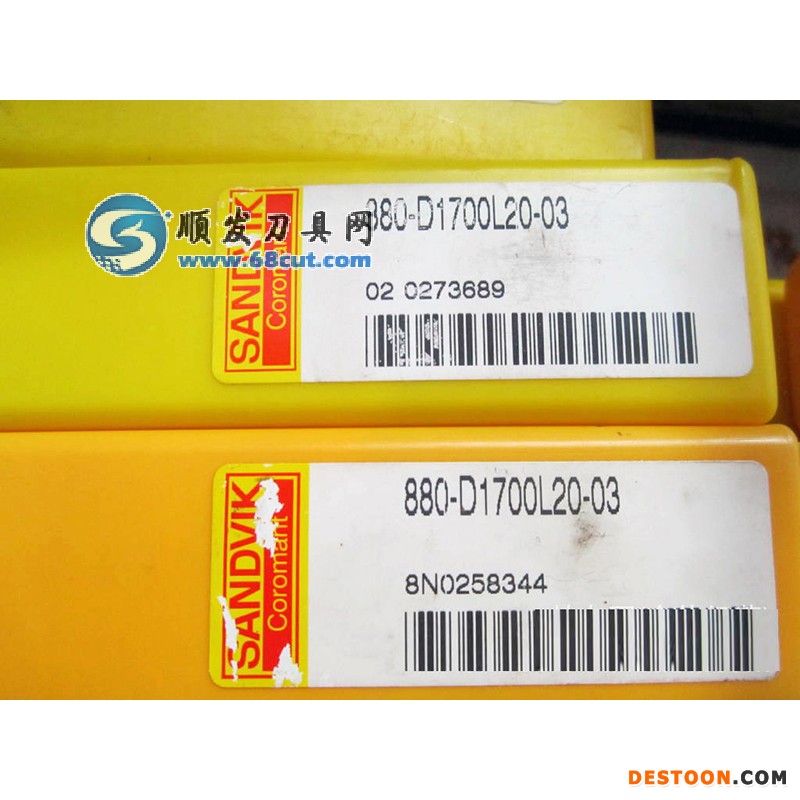 880-D1700L20-03
顺发刀具网
www.68cut.com
SANDVIK
Coromant
02 0273689
880-D1700L20-03
SANDVIK
Coromant
8N0258344
DESTOON.COM